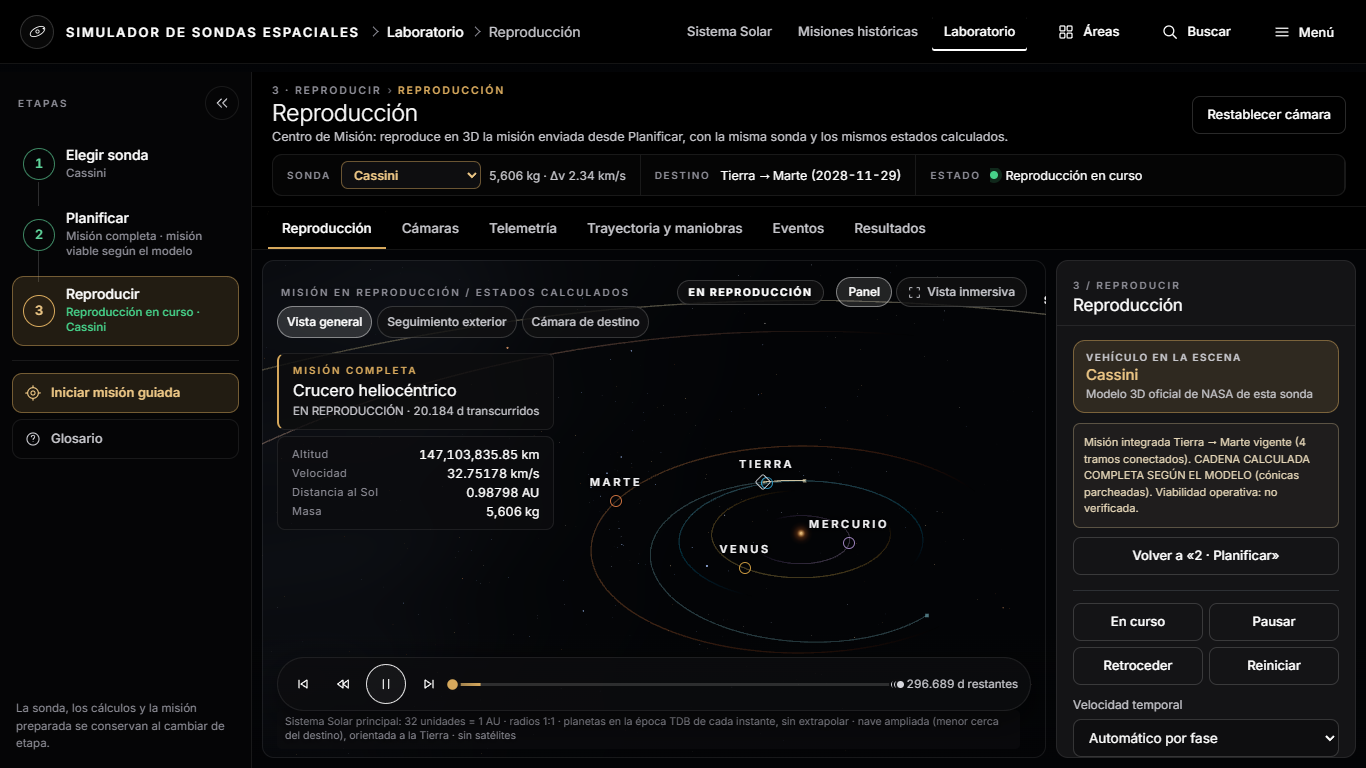 SIMULADOR DE SONDAS ESPACIALES
Laboratorio
Reproducción
Sistema Solar
Misiones históricas
Laboratorio
Áreas
Buscar
Menú
ETAPAS
1
Elegir sonda
Cassini
2
Planificar
Misión completa · misión
viable según el modelo
3
Reproducir
Reproducción en curso ·
Cassini
Iniciar misión guiada
Glosario
La sonda, los cálculos y la misión
preparada se conservan al cambiar de
etapa.
3 · REPRODUCIR › REPRODUCCIÓN
Reproducción
Centro de Misión: reproduce en 3D la misión enviada desde Planificar, con la misma sonda y los mismos estados calculados.
Restablecer cámara
SONDA
Cassini
5,606 kg · Δv 2.34 km/s
DESTINO
Tierra → Marte (2028-11-29)
ESTADO
Reproducción en curso
Reproducción
Cámaras
Telemetría
Trayectoria y maniobras
Eventos
Resultados
MISIÓN EN REPRODUCCIÓN / ESTADOS CALCULADOS
EN REPRODUCCIÓN
Panel
Vista inmersiva
Vista general
Seguimiento exterior
Cámara de destino
MISIÓN COMPLETA
Crucero heliocéntrico
EN REPRODUCCIÓN · 20.184 d transcurridos
Altitud 147,103,835.85 km
Velocidad 32.75178 km/s
Distancia al Sol 0.98798 AU
Masa 5,606 kg
TIERRA
MARTE
MERCURIO
VENUS
296.689 d restantes
Sistema Solar principal: 32 unidades = 1 AU · radios 1:1 · planetas en la época TDB de cada instante, sin extrapolar · nave ampliada (menor cerca
del destino), orientada a la Tierra · sin satélites
3 / REPRODUCIR
Reproducción
VEHÍCULO EN LA ESCENA
Cassini
Modelo 3D oficial de NASA de esta sonda
Misión integrada Tierra → Marte vigente (4
tramos conectados). CADENA CALCULADA
COMPLETA SEGÚN EL MODELO (cónicas
parcheadas). Viabilidad operativa: no
verificada.
Volver a «2 · Planificar»
En curso
Pausar
Retroceder
Reiniciar
Velocidad temporal
Automático por fase